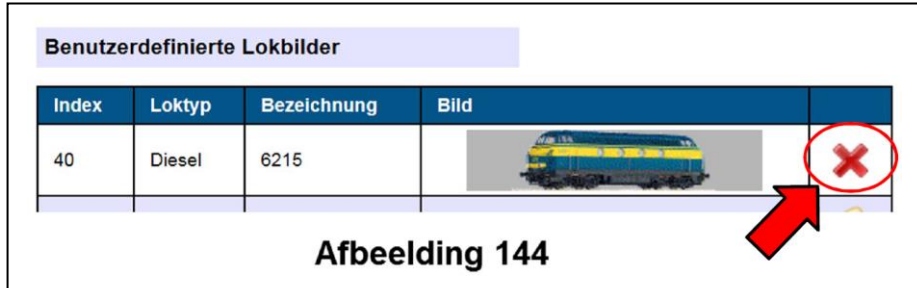 Benutzerdefinierte Lokbilder
Index Loktyp Bezeichnung Bild
40 Diesel 6215
Afbeelding 144